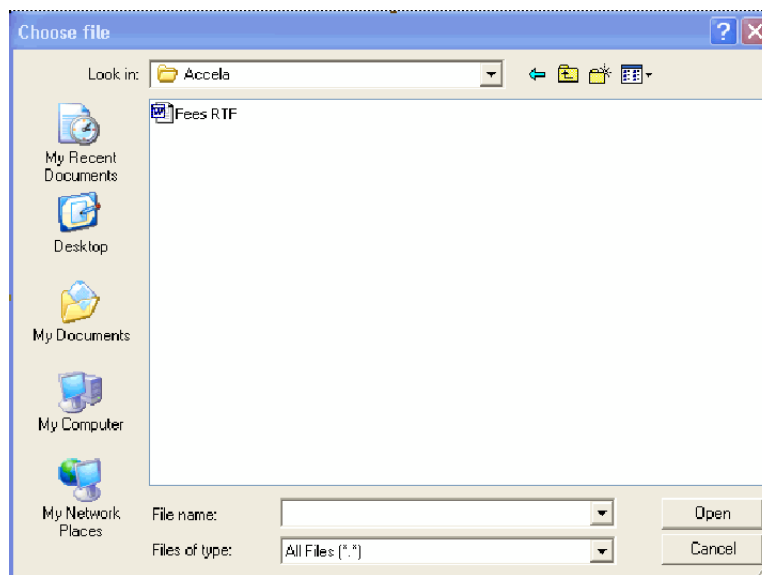 Choose file
Look in:
Accela
Fees RTF
My Recent
Documents
Desktop
My Documents
My Computer
My Network
Places
File name:
Open
Files of type:
All Files (*.*)
Cancel